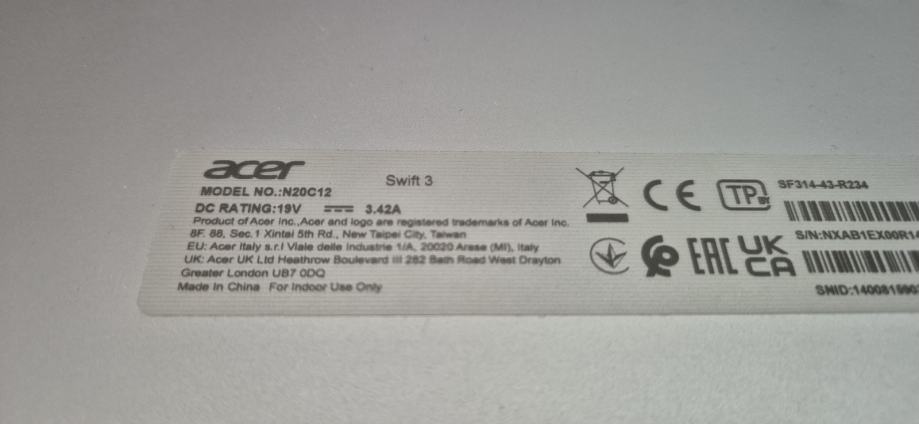 acer
Swift 3
MODEL NO.:N20C12
DC RATING:19V 3.42A
Product of Acer Inc.,Acer and logo are registered trademarks of Acer Inc.
8F. 88, Sec.1 Xintai 5th Rd., New Taipei City, Taiwan
EU: Acer Italy s.r.l Viale delle Industrie 1/A, 20020 Arese (MI), Italy
UK: Acer UK Ltd Heathrow Boulevard III 282 Bath Road West Drayton
Greater London UB7 0DQ
Made In China For Indoor Use Only
CE
TP BY
EAC
UK
CA
SF314-43-R234
S/N:NXAB1EX00R14
SNID:140081590